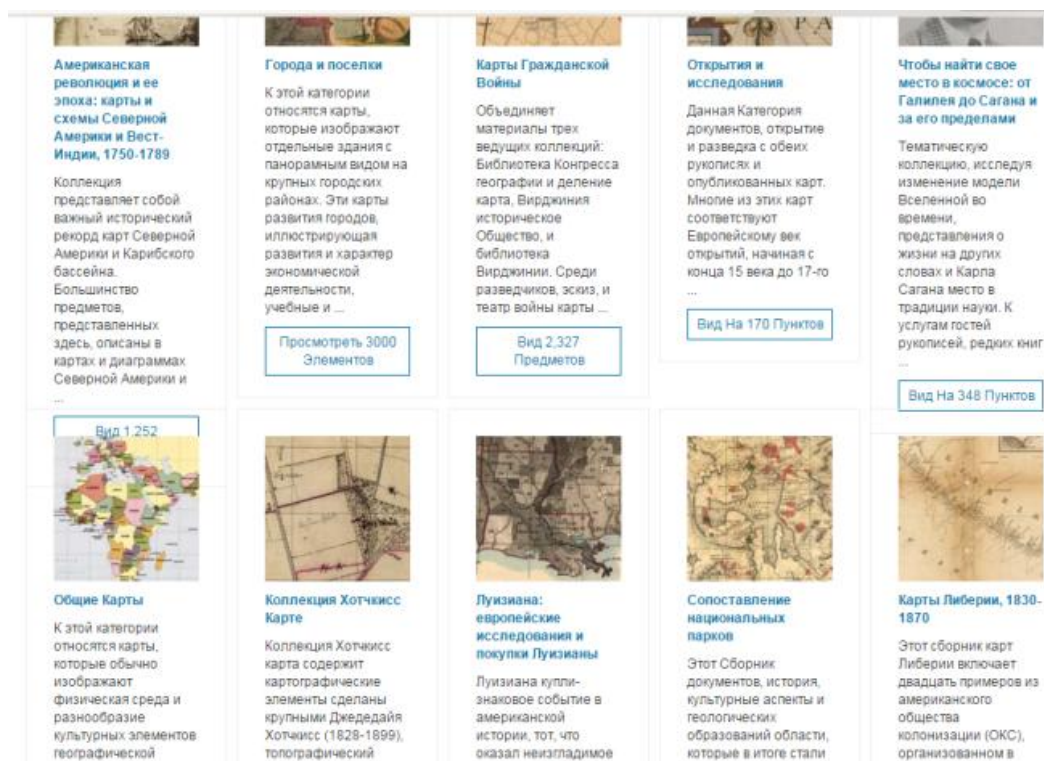 Американская
революция и ее
эпоха: карты и
схемы Северной
Америки и Вест-
Индии, 1750-1789
Коллекция
представляет собой
важный исторический
рекорд карт Северной
Америки и Карибского
бассейна.
Большинство
предметов,
представленных
здесь, описаны в
картах и диаграммах
Северной Америки и
...
Вид 1,252
Города и поселки
К этой категории
относятся карты,
которые изображают
отдельные здания с
панорамным видом на
крупных городских
районах. Эти карты
развития городов,
иллюстрирующая
развития и характер
экономической
деятельности,
учебные и ...
Просмотреть 3000
Элементов
Карты Гражданской
Войны
Объединяет
материалы трех
ведущих коллекций:
Библиотека Конгресса
географии и деление
карта, Вирджиния
историческое
Общество, и
библиотека
Вирджинии. Среди
разведчиков, эскиз, и
театр войны карты ...
Вид 2,327
Предметов
Открытия и
исследования
Данная Категория
документов, открытие
и разведка с обеих
рукописях и
опубликованных карт.
Многие из этих карт
соответствуют
Европейскому век
открытий, начиная с
конца 15 века до 17-го
...
Вид На 170 Пунктов
Чтобы найти свое
место в космосе: от
Галилея до Сагана и
за его пределами
Тематическую
коллекцию, исследуя
изменение модели
Вселенной во
времени,
представления о
жизни на других
словах и Карла
Сагана место в
традиции науки. К
услугам гостей
рукописей, редких книг
...
Вид На 348 Пунктов
Общие Карты
К этой категории
относятся карты,
которые обычно
изображают
физическая среда и
разнообразие
культурных элементов
географической
Коллекция Хотчкисс
Карте
Коллекция Хотчкисс
карта содержит
картографические
элементы сделаны
крупными Джедедайя
Хотчкисс (1828-1899),
топографический
Луизиана:
европейские
исследования и
покупки Луизианы
Луизиана купли-
знаковое событие в
американской
истории, тот, что
оказал неизгладимое
Сопоставление
национальных
парков
Этот Сборник
документов, история,
культурные аспекты и
геологических
образований области,
которые в итоге стали
Карты Либерии, 1830-
1870
Этот сборник карт
Либерии включает
двадцать примеров из
американского
общества
колонизации (ОКС),
организованном в